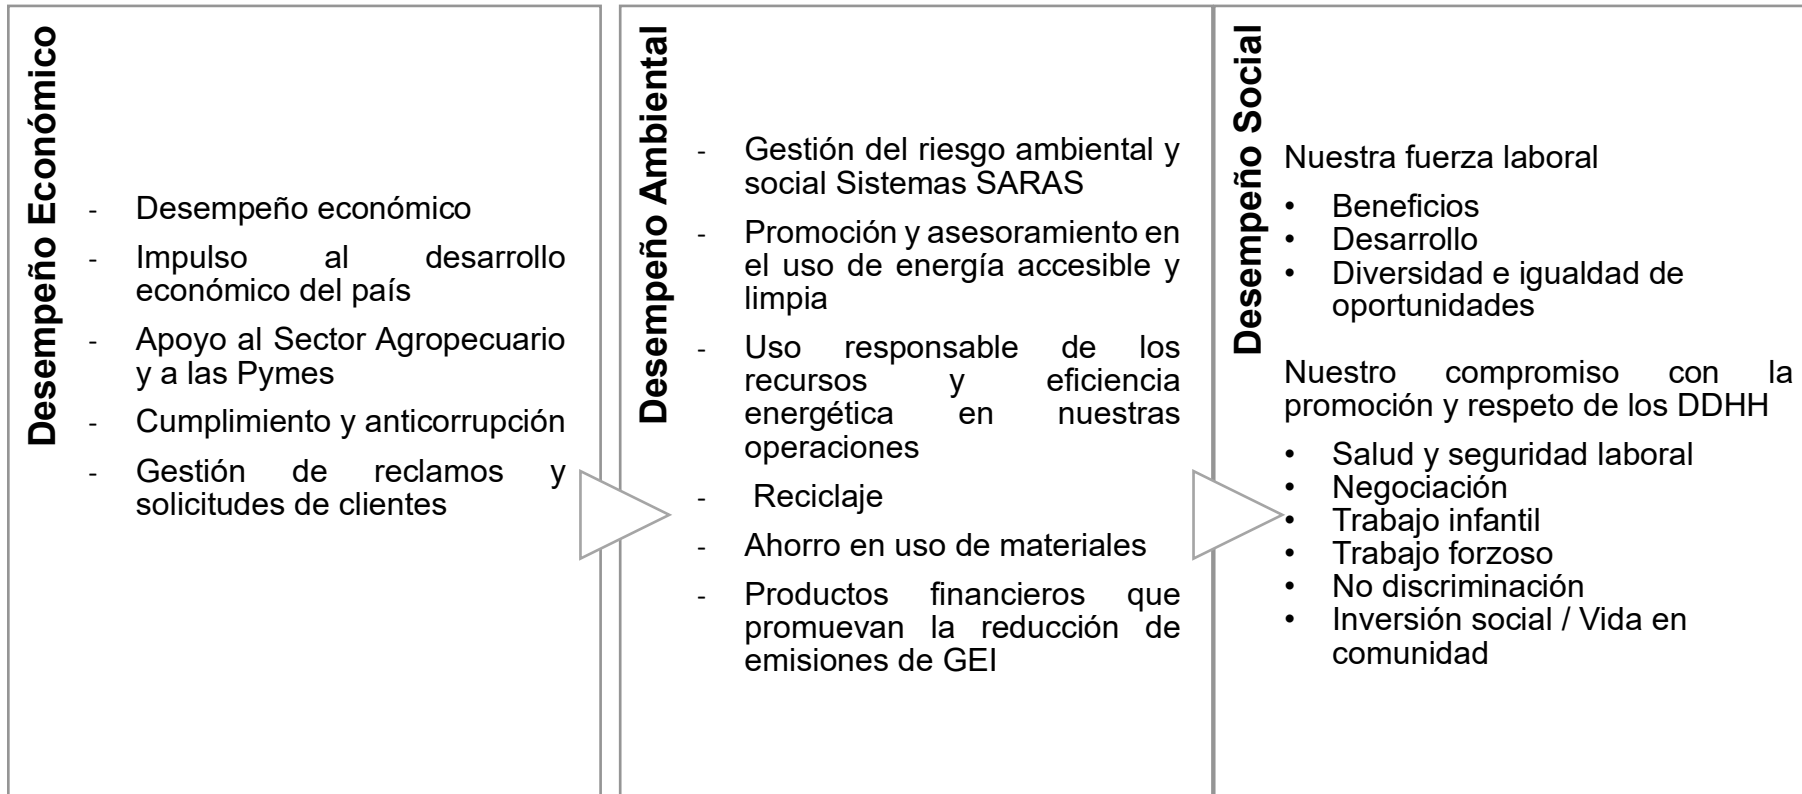 Desempeño Económico
- Desempeño económico
- Impulso al desarrollo
económico del país
- Apoyo al Sector Agropecuario
y a las Pymes
- Cumplimiento y anticorrupción
- Gestión de reclamos y
solicitudes de clientes
Desempeño Ambiental
- Gestión del riesgo ambiental y
social Sistemas SARAS
- Promoción y asesoramiento en
el uso de energía accesible y
limpia
- Uso responsable de los
recursos y eficiencia
energética en nuestras
operaciones
- Reciclaje
- Ahorro en uso de materiales
- Productos financieros que
promuevan la reducción de
emisiones de GEI
Desempeño Social
Nuestra fuerza laboral
• Beneficios
• Desarrollo
• Diversidad e igualdad de
oportunidades
Nuestro compromiso con la
promoción y respeto de los DDHH
• Salud y seguridad laboral
• Negociación
• Trabajo infantil
• Trabajo forzoso
• No discriminación
• Inversión social / Vida en
comunidad